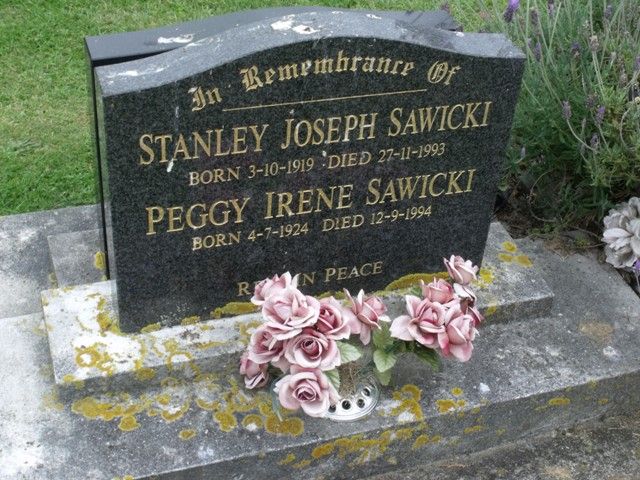 In Remembrance Of
STANLEY JOSEPH SAWICKI
BORN 3-10-1919 DIED 27-11-1993
PEGGY IRENE SAWICKI
BORN 4-7-1924 DIED 12-9-1994
IN PEACE